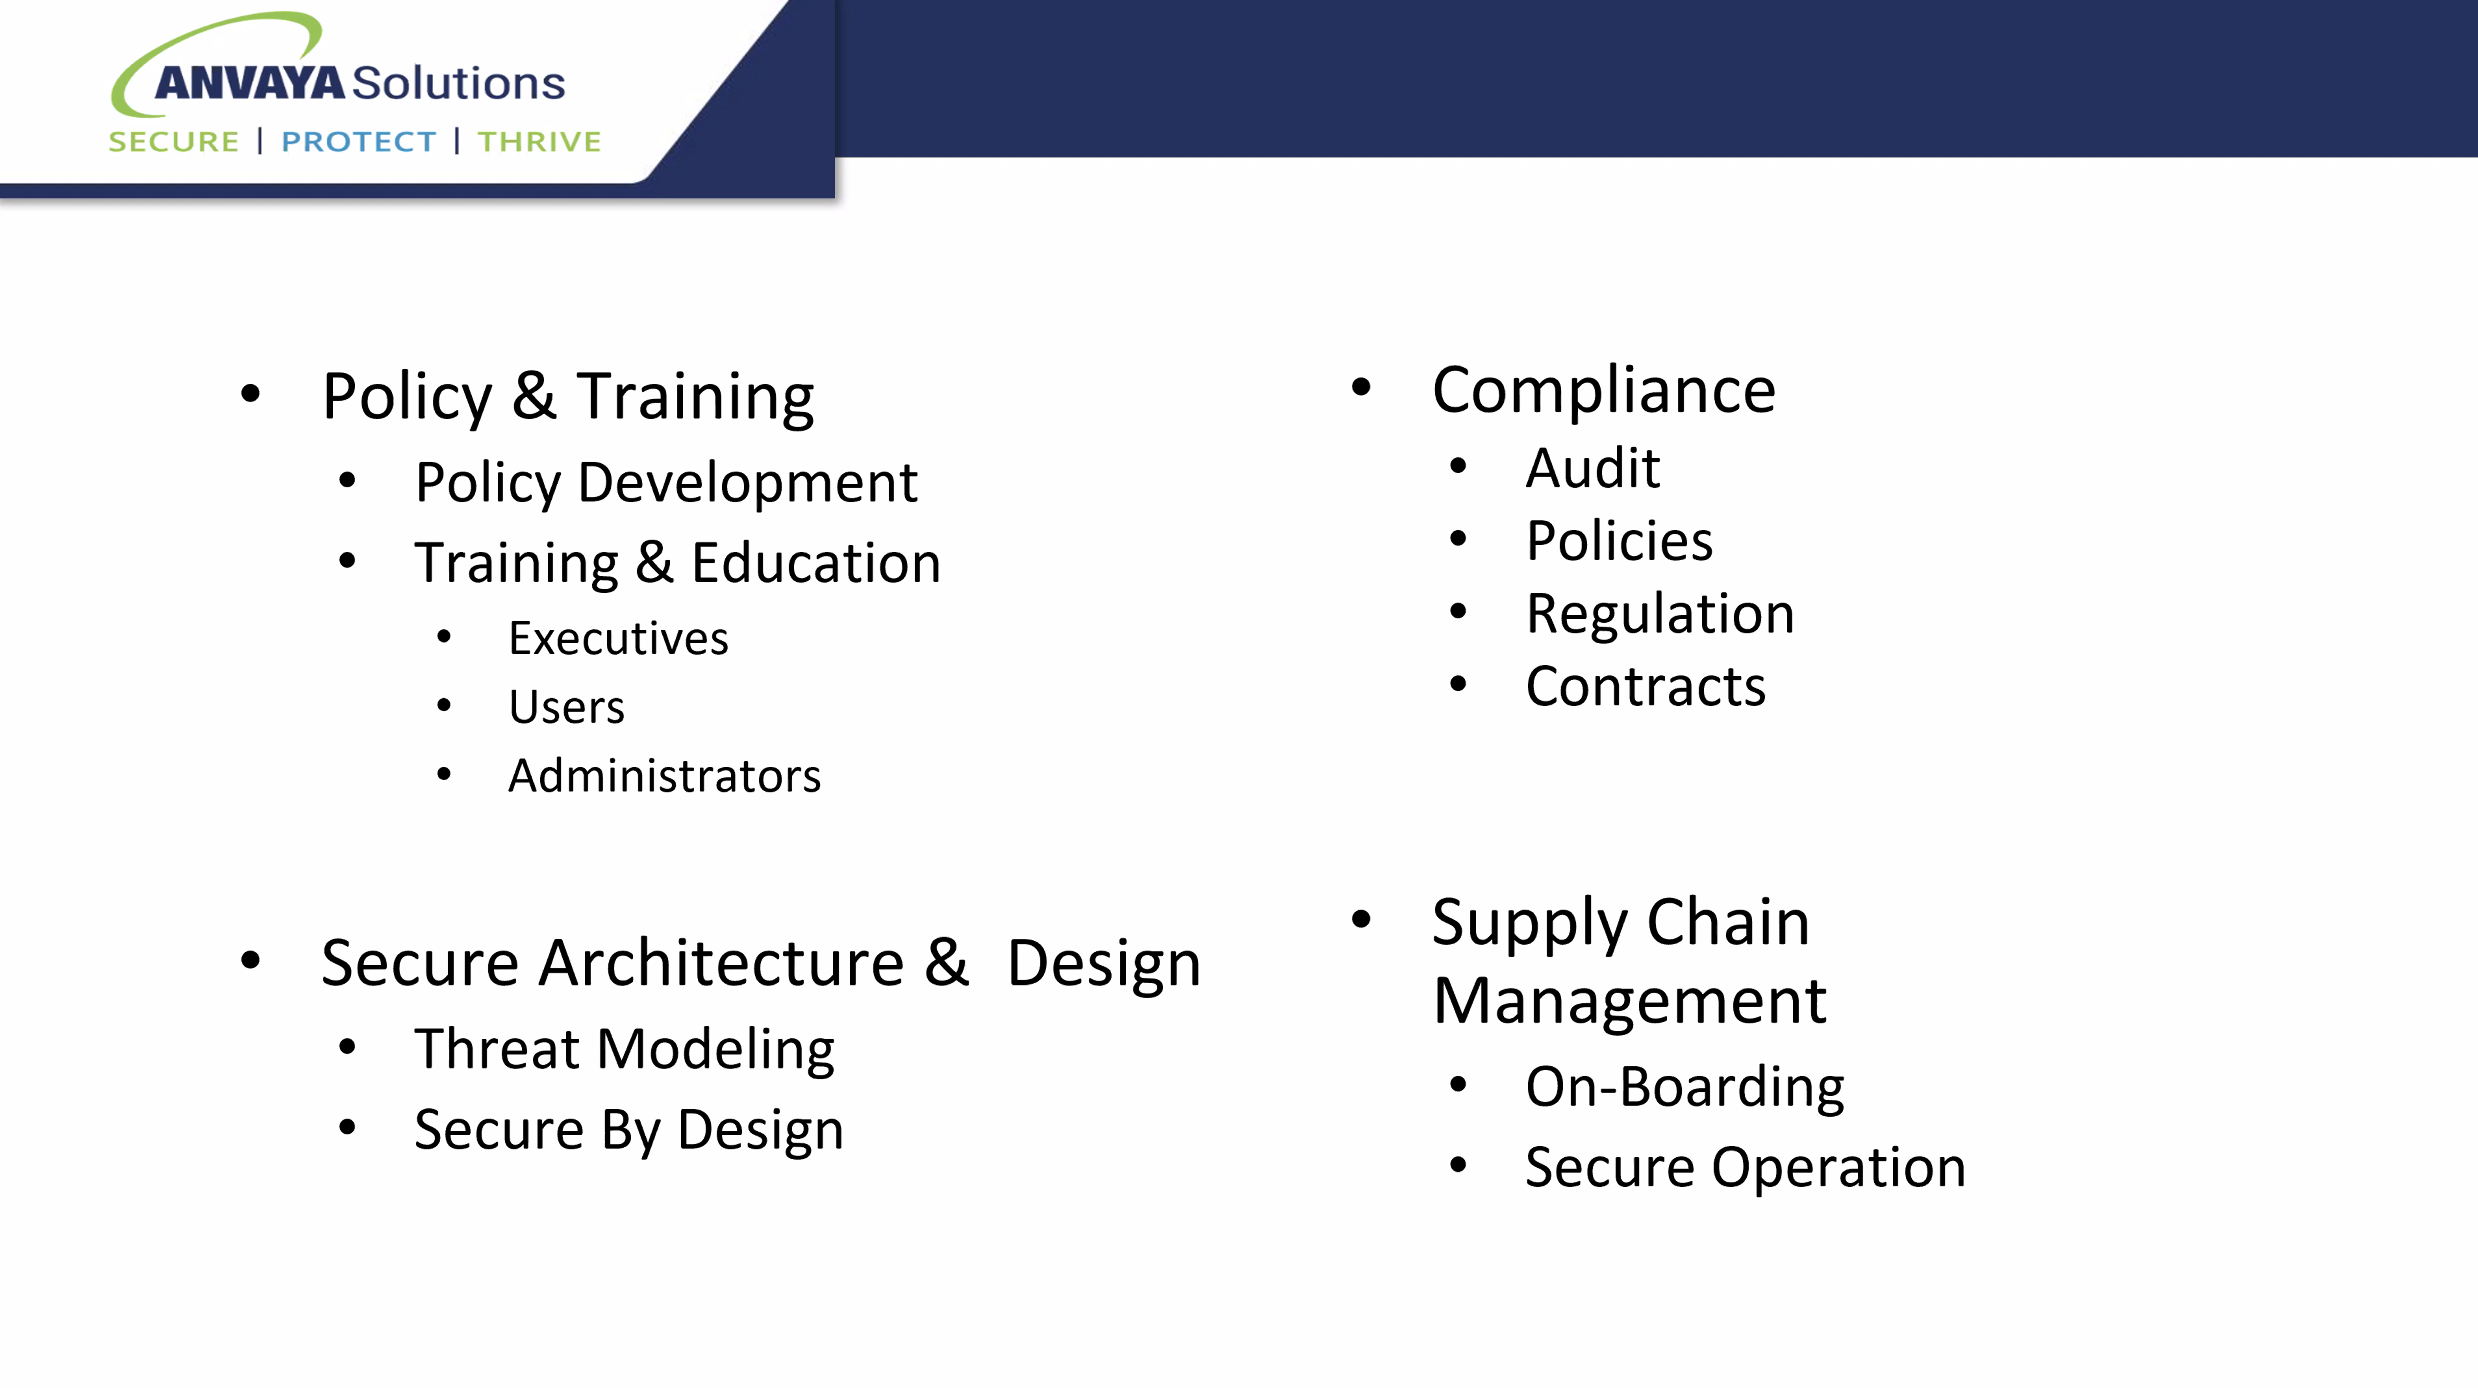 ANVAYA Solutions
SECURE | PROTECT | THRIVE
• Policy & Training
• Policy Development
• Training & Education
• Executives
• Users
• Administrators
• Secure Architecture & Design
• Threat Modeling
• Secure By Design
• Compliance
• Audit
• Policies
• Regulation
• Contracts
• Supply Chain
Management
• On-Boarding
• Secure Operation